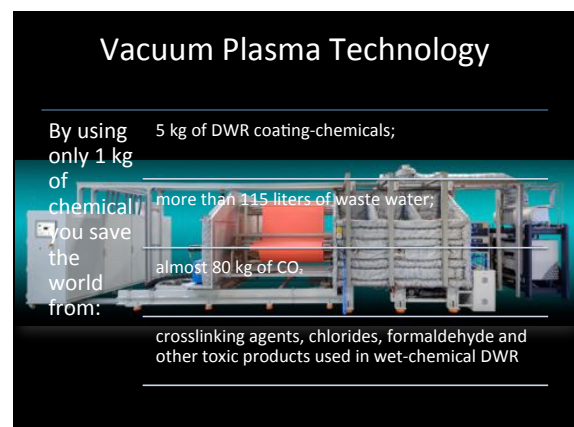 Vacuum Plasma Technology
By using
only 1 kg
of
chemical
you save
the
world
from:
5 kg of DWR coating-chemicals;
more than 115 liters of waste water;
almost 80 kg of CO₂
crosslinking agents, chlorides, formaldehyde and
other toxic products used in wet-chemical DWR